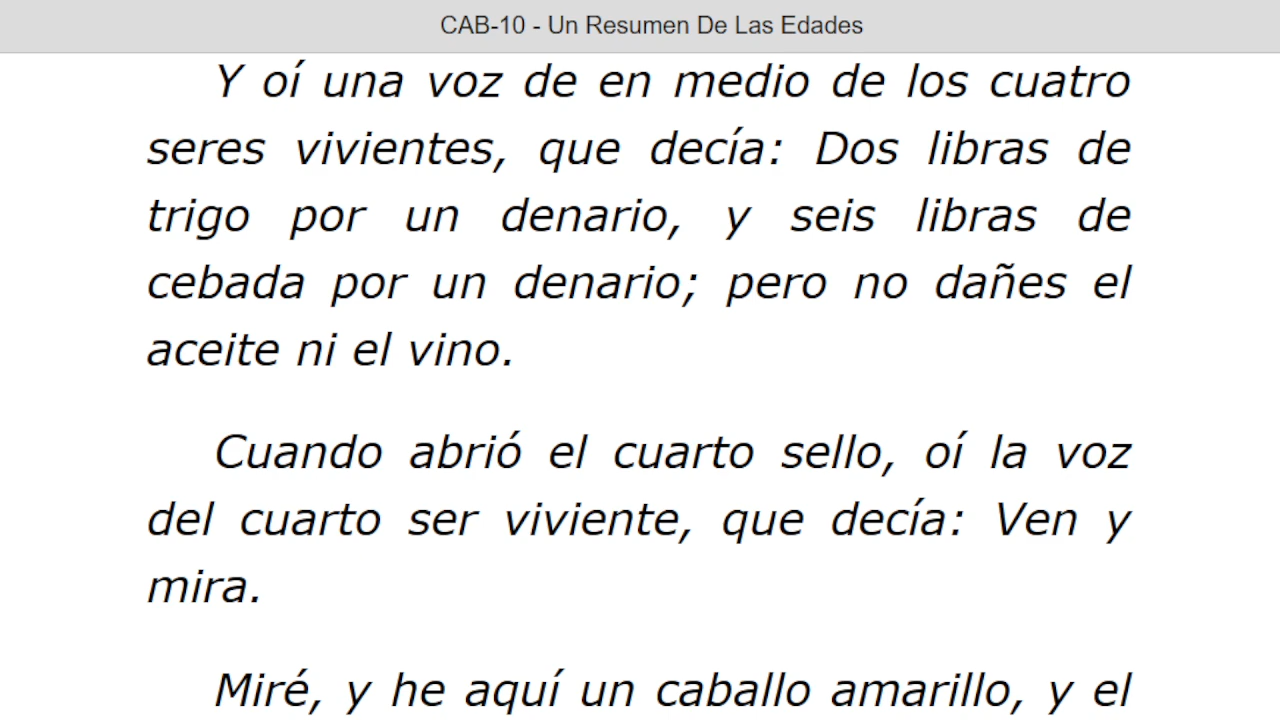 CAB-10 - Un Resumen De Las Edades
Y oí una voz de en medio de los cuatro
seres vivientes, que decía: Dos libras de
trigo por un denario, y seis libras de
cebada por un denario; pero no dañes el
aceite ni el vino.
Cuando abrió el cuarto sello, oí la voz
del cuarto ser viviente, que decía: Ven y
mira.
Miré, y he aquí un caballo amarillo, y el